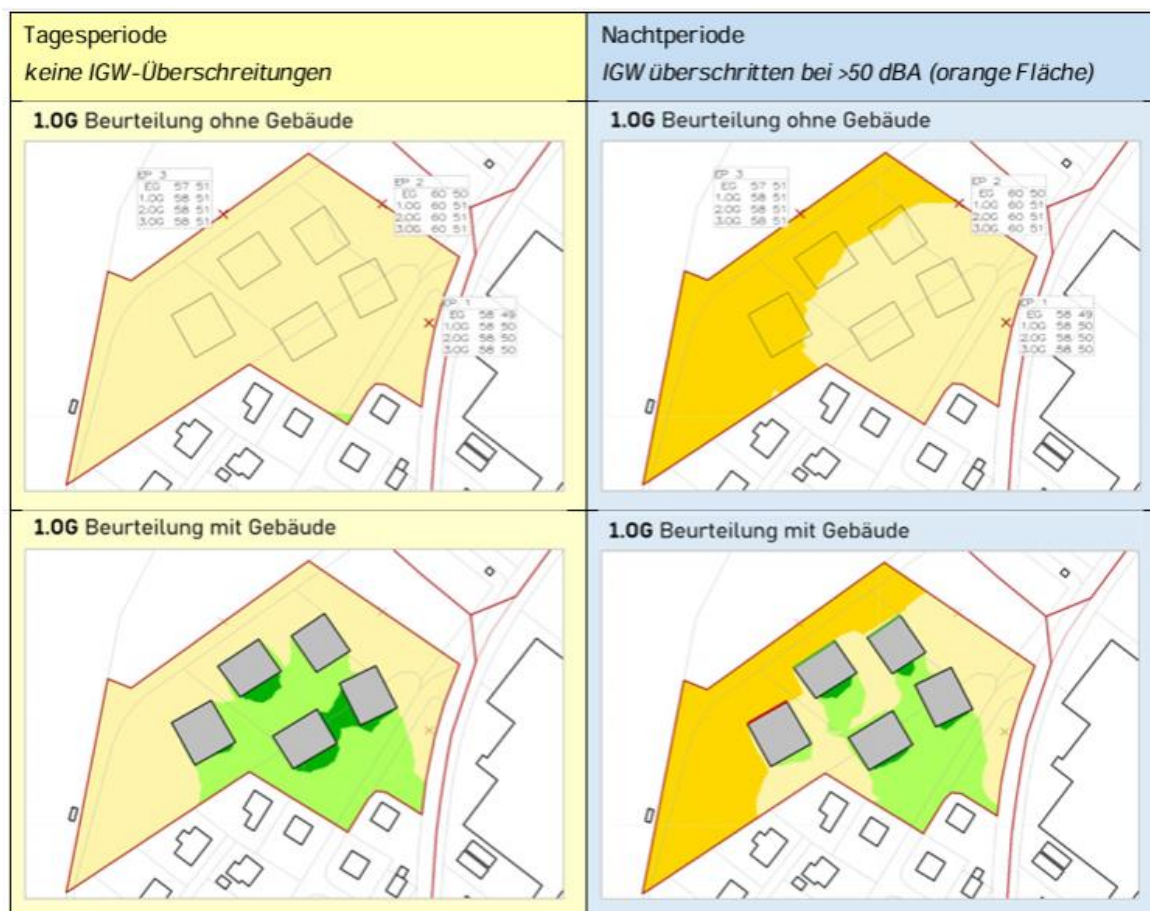 Tagesperiode
keine IGW-Überschreitungen
Nachtperiode
IGW überschritten bei >50 dBA (orange Fläche)
1.OG Beurteilung ohne Gebäude
EP 3
EG 57 51
1.OG 58 51
2.OG 58 51
3.OG 58 51
EP 2
EG 60 50
1.OG 60 51
2.OG 60 51
3.OG 60 51
EP 1
EG 58 49
1.OG 58 50
2.OG 58 50
3.OG 58 50
1.OG Beurteilung ohne Gebäude
EP 3
EG 57 51
1.OG 58 51
2.OG 58 51
3.OG 58 51
EP 2
EG 60 50
1.OG 60 51
2.OG 60 51
3.OG 60 51
EP 1
EG 58 49
1.OG 58 50
2.OG 58 50
3.OG 58 50
1.OG Beurteilung mit Gebäude
1.OG Beurteilung mit Gebäude